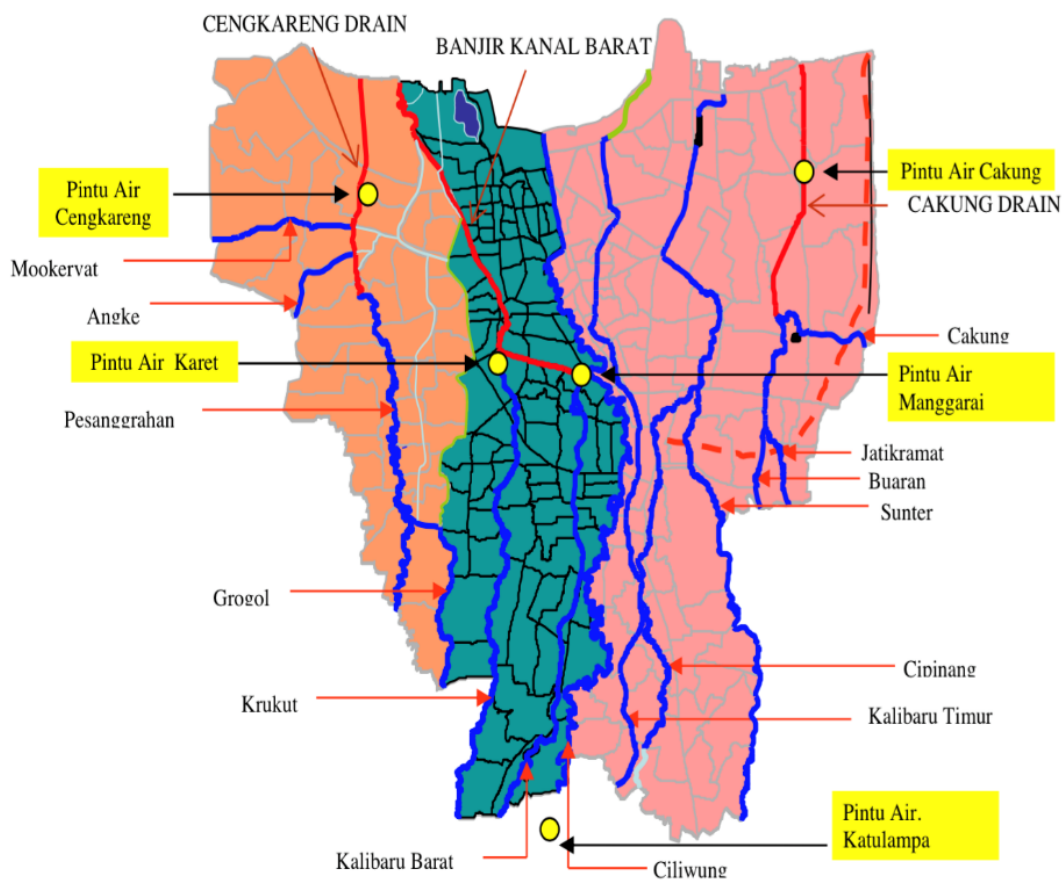 CENGKARENG DRAIN
BANJIR KANAL BARAT
Pintu Air
Cengkareng
Pintu Air Cakung
CAKUNG DRAIN
Mookervat
Angke
Cakung
Pintu Air Karet
Pintu Air
Manggarai
Pesanggrahan
Jatikramat
Buaran
Sunter
Grogol
Cipinang
Krukut
Kalibaru Timur
Pintu Air.
Katulampa
Kalibaru Barat
Ciliwung